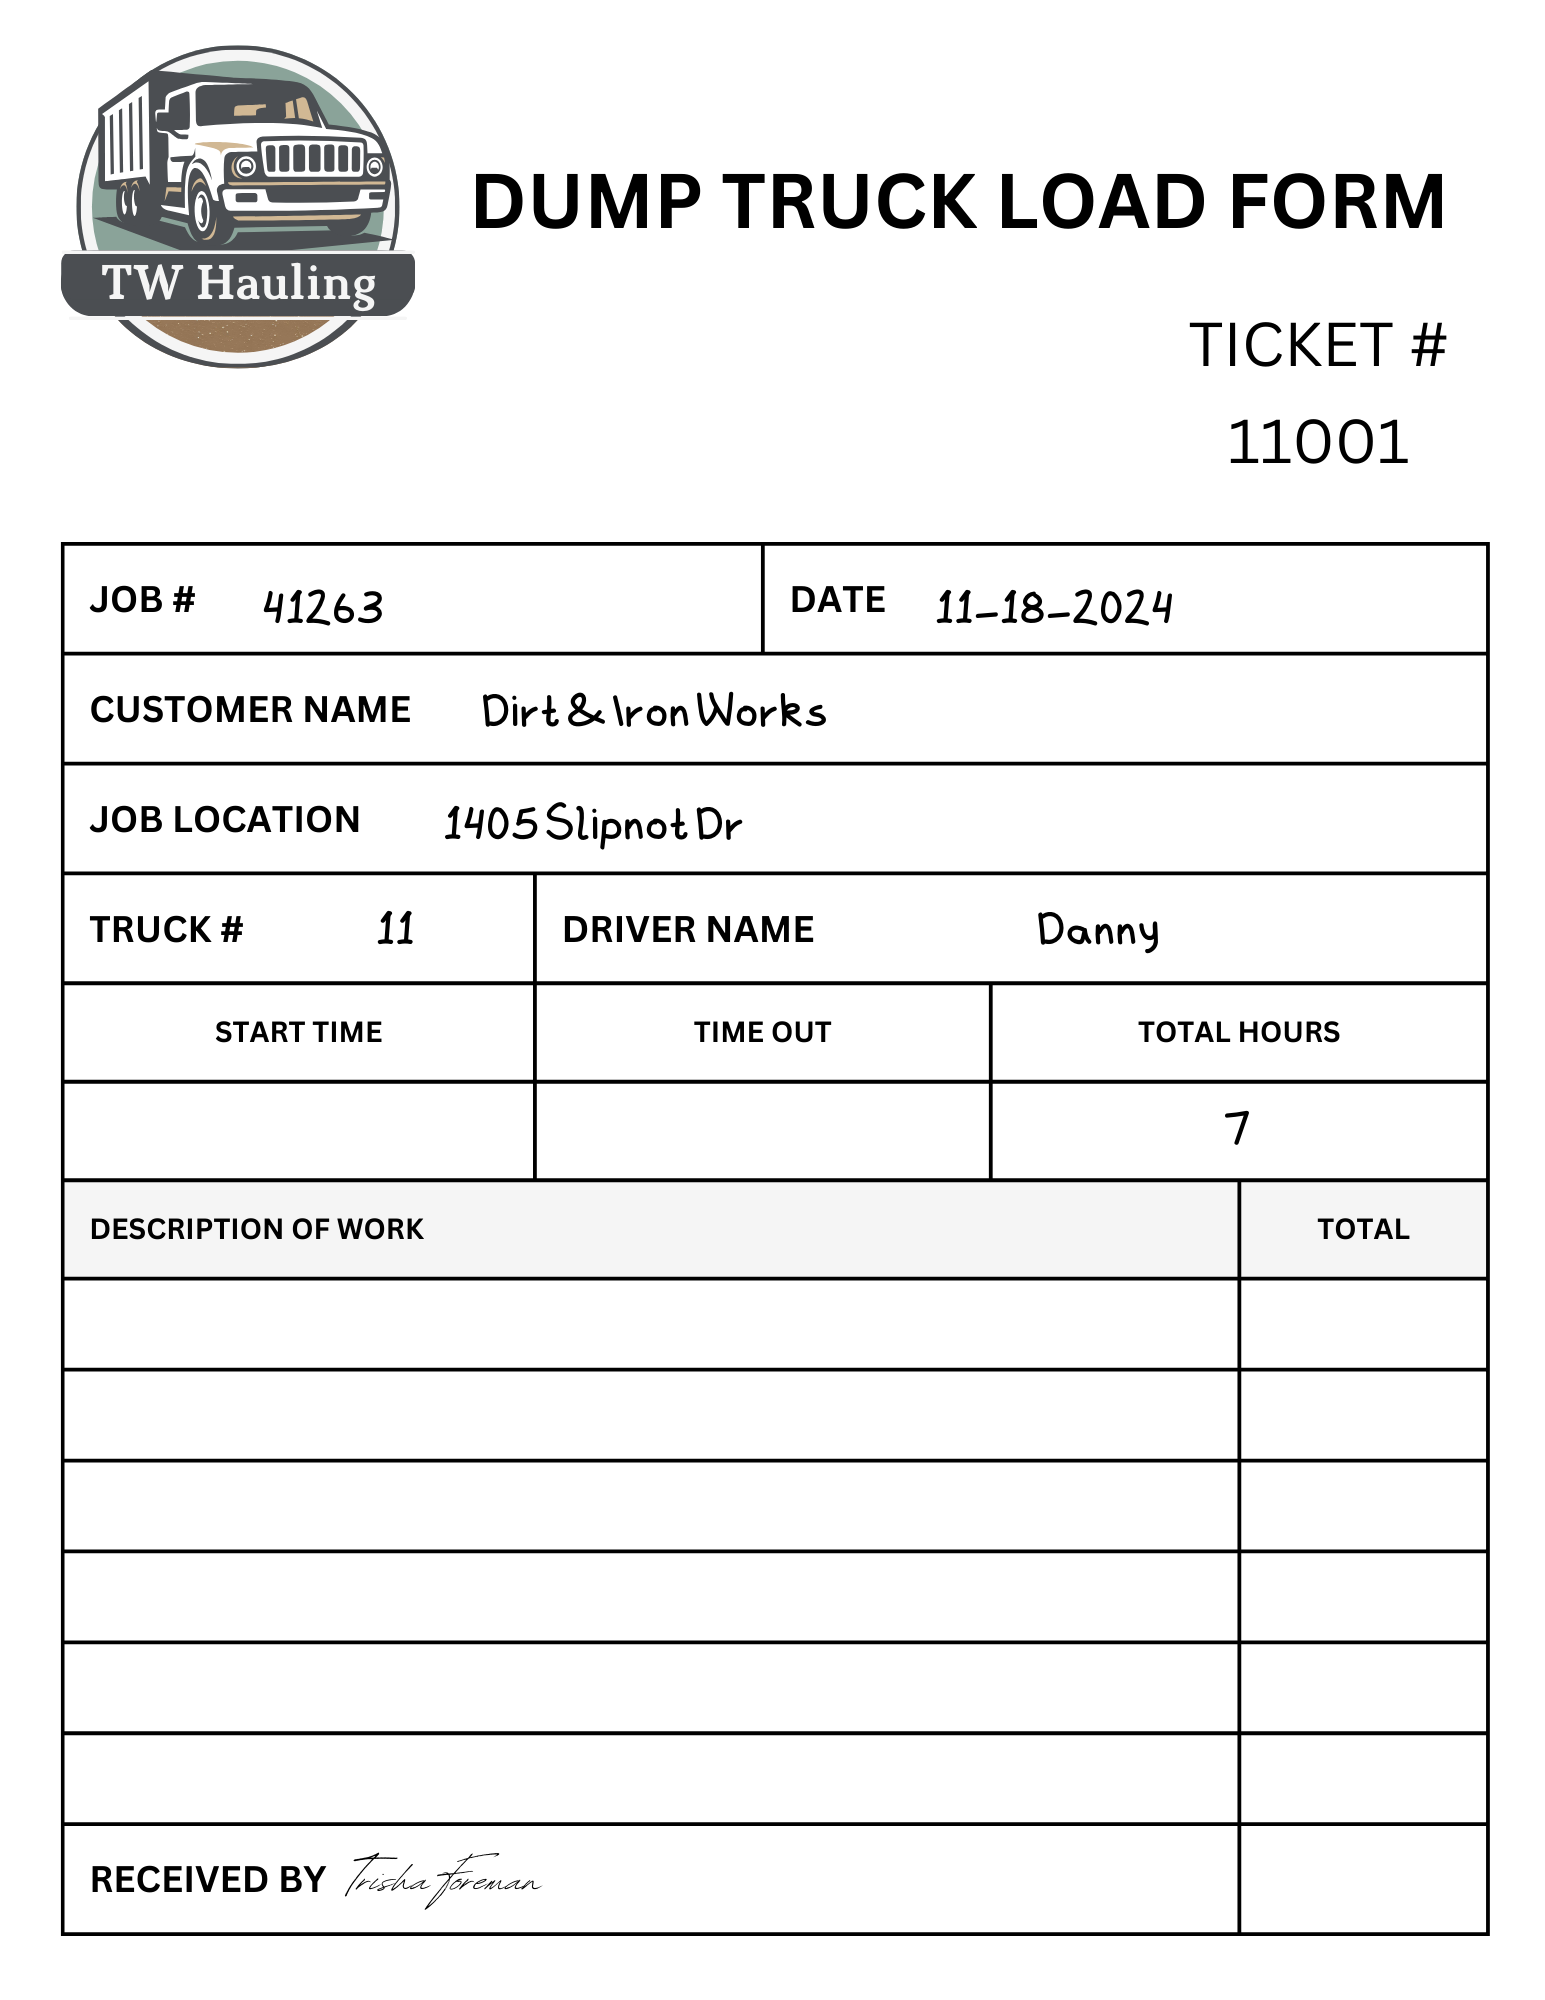 TW Hauling
DUMP TRUCK LOAD FORM
TICKET #
11001
JOB # 41263 DATE 11-18-2024
CUSTOMER NAME Dirt & Iron Works
JOB LOCATION 1405 Slipnot Dr
TRUCK # 11 DRIVER NAME Danny
START TIME TIME OUT TOTAL HOURS
7
DESCRIPTION OF WORK TOTAL
RECEIVED BY Trisha Foreman